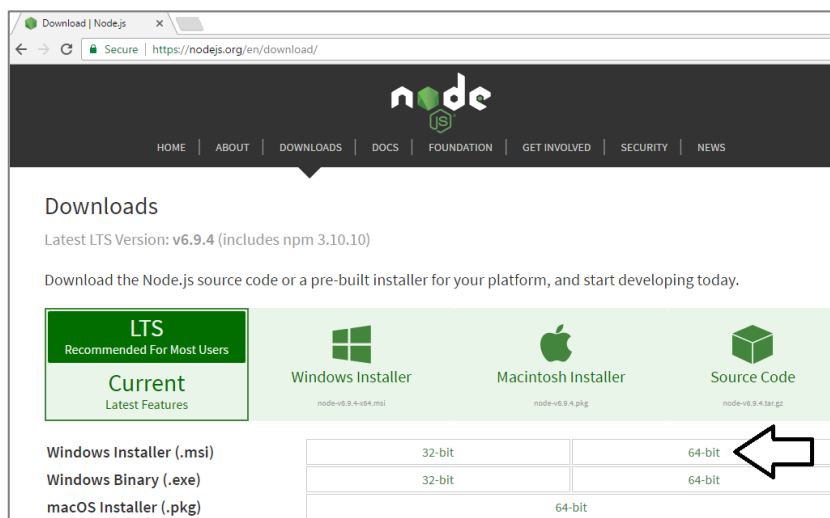 Download | Node.js
Secure | https://nodejs.org/en/download/
node
JS
HOME | ABOUT | DOWNLOADS | DOCS | FOUNDATION | GET INVOLVED | SECURITY | NEWS
Downloads
Latest LTS Version: v6.9.4 (includes npm 3.10.10)
Download the Node.js source code or a pre-built installer for your platform, and start developing today.
LTS
Recommended For Most Users
Current
Latest Features
Windows Installer
node-v6.9.4-x64.msi
Macintosh Installer
node-v6.9.4.pkg
Source Code
node-v6.9.4.tar.gz
Windows Installer (.msi) 32-bit 64-bit
Windows Binary (.exe) 32-bit 64-bit
macOS Installer (.pkg) 64-bit